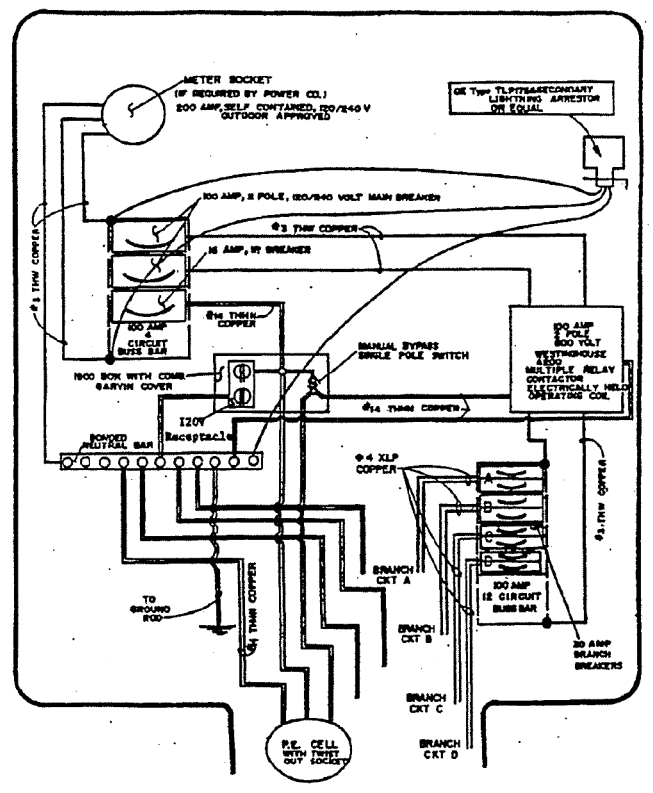 METER SOCKET
(IF REQUIRED BY POWER CO.)
200 AMP, SELF CONTAINED, 120/240 V
OUTDOOR APPROVED
GE Type TLP175 SECONDARY
LIGHTNING ARRESTOR
OR EQUAL
100 AMP, 2 POLE, 120/240 VOLT MAIN BREAKER
#2 THW COPPER
15 AMP, 1P BREAKER
#2 THW COPPER
#14 THHN
COPPER
100 AMP
4
CIRCUIT
BUSS BAR
100 AMP
2 POLE
600 VOLT
WESTINGHOUSE
A200
MULTIPLE RELAY
CONTACTOR
ELECTRICALLY HELD
OPERATING COIL
MANUAL BYPASS
SINGLE POLE SWITCH
1900 BOX WITH COMB.
GARVIN COVER
120V
Receptacle
#14 THHN COPPER
BONDED
NEUTRAL BAR
#4 XLP
COPPER
A
B
C
D
#2 THW COPPER
100 AMP
12 CIRCUIT
BUSS BAR
BRANCH
CKT A
TO
GROUND
ROD
#14 THHN COPPER
BRANCH
CKT B
20 AMP
BRANCH
BREAKERS
BRANCH
CKT C
BRANCH
CKT D
P.E. CELL
WITH TWIST
OUT SOCKET